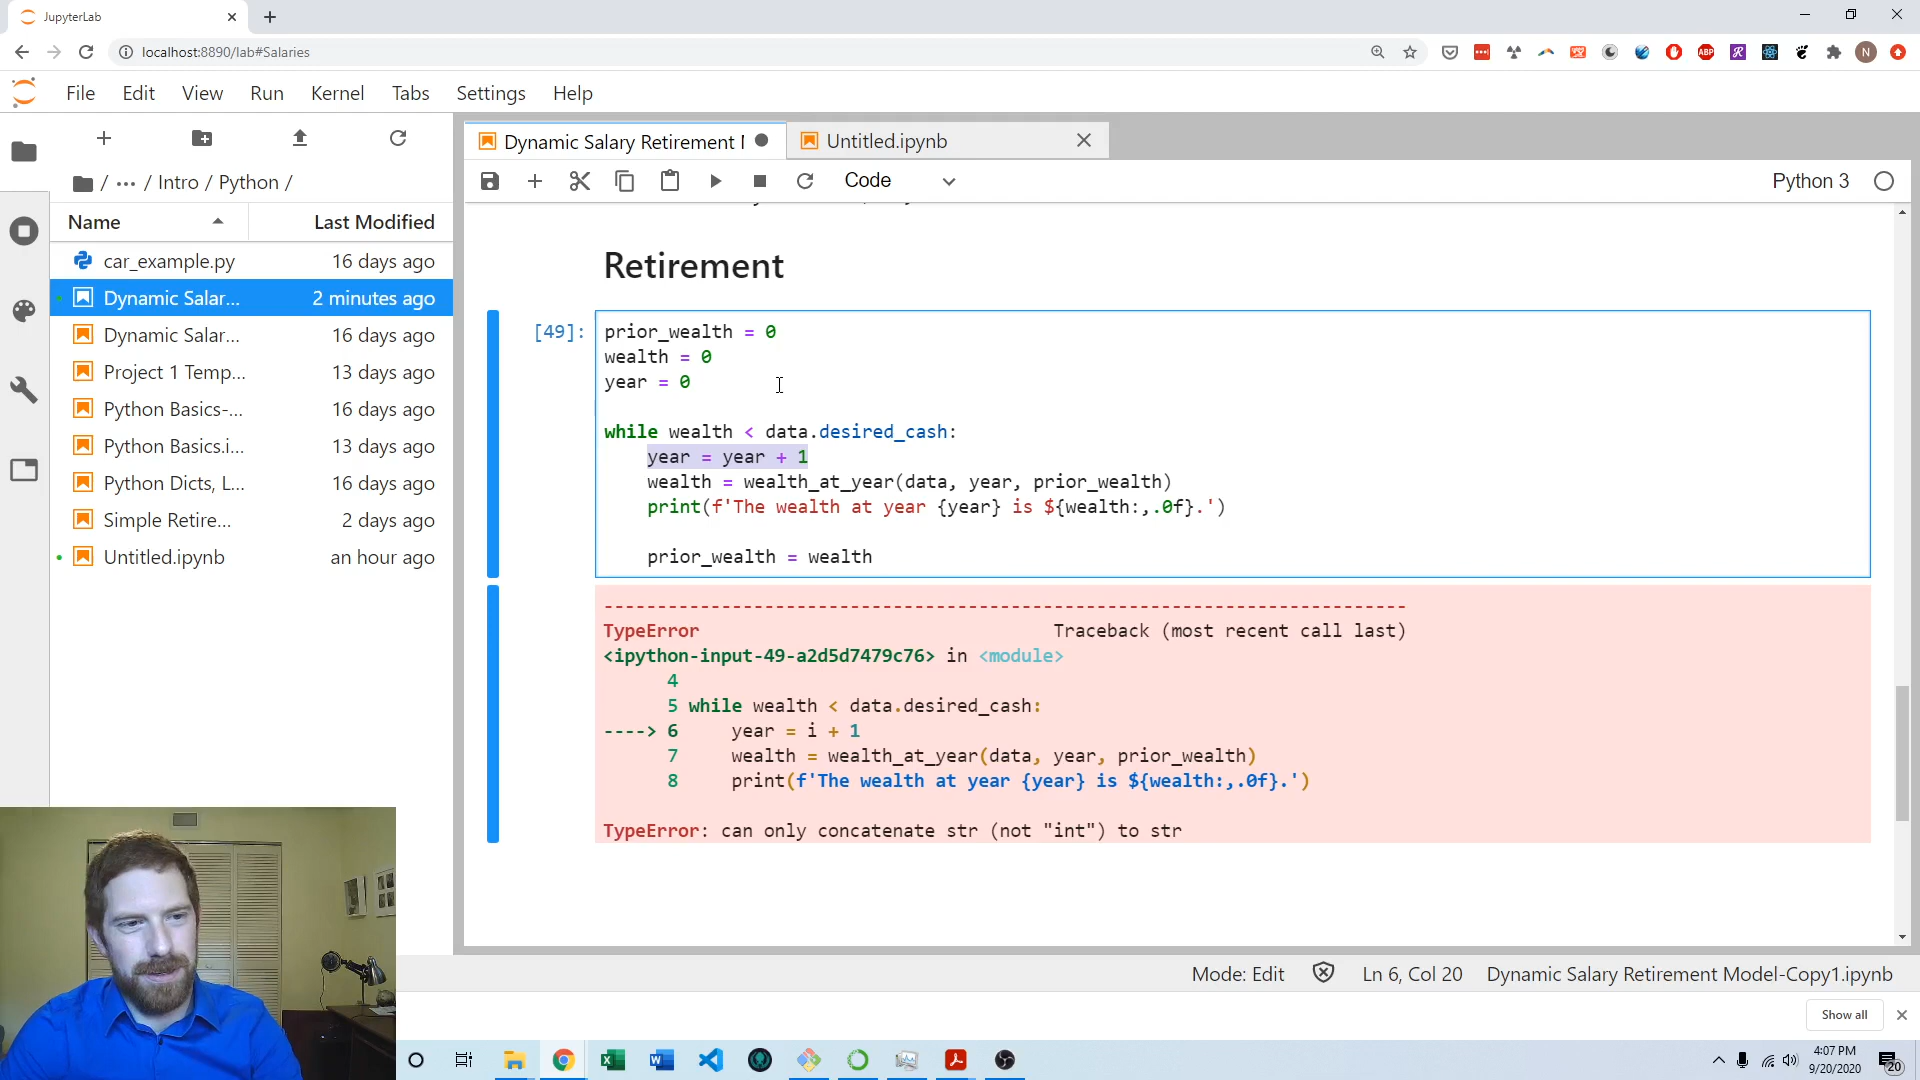 JupyterLab
localhost:8890/lab#Salaries
ABP
N
File Edit View Run Kernel Tabs Settings Help
Dynamic Salary Retirement
Untitled.ipynb
/ ··· / Intro / Python /
Code
Python 3
Name Last Modified
car_example.py 16 days ago
Dynamic Salar... 2 minutes ago
Dynamic Salar... 16 days ago
Project 1 Temp... 13 days ago
Python Basics-... 16 days ago
Python Basics.i... 13 days ago
Python Dicts, L... 16 days ago
Simple Retire... 2 days ago
Untitled.ipynb an hour ago
Retirement
[49]: prior_wealth = 0
wealth = 0
year = 0
while wealth < data.desired_cash:
year = year + 1
wealth = wealth_at_year(data, year, prior_wealth)
print(f'The wealth at year {year} is ${wealth:,.0f}.')
prior_wealth = wealth
---------------------------------------------------------------------------
TypeError Traceback (most recent call last)
<ipython-input-49-a2d5d7479c76> in <module>
4
5 while wealth < data.desired_cash:
----> 6 year = i + 1
7 wealth = wealth_at_year(data, year, prior_wealth)
8 print(f'The wealth at year {year} is ${wealth:,.0f}.')
TypeError: can only concatenate str (not "int") to str
Mode: Edit Ln 6, Col 20 Dynamic Salary Retirement Model-Copy1.ipynb
Show all
4:07 PM
9/20/2020
20